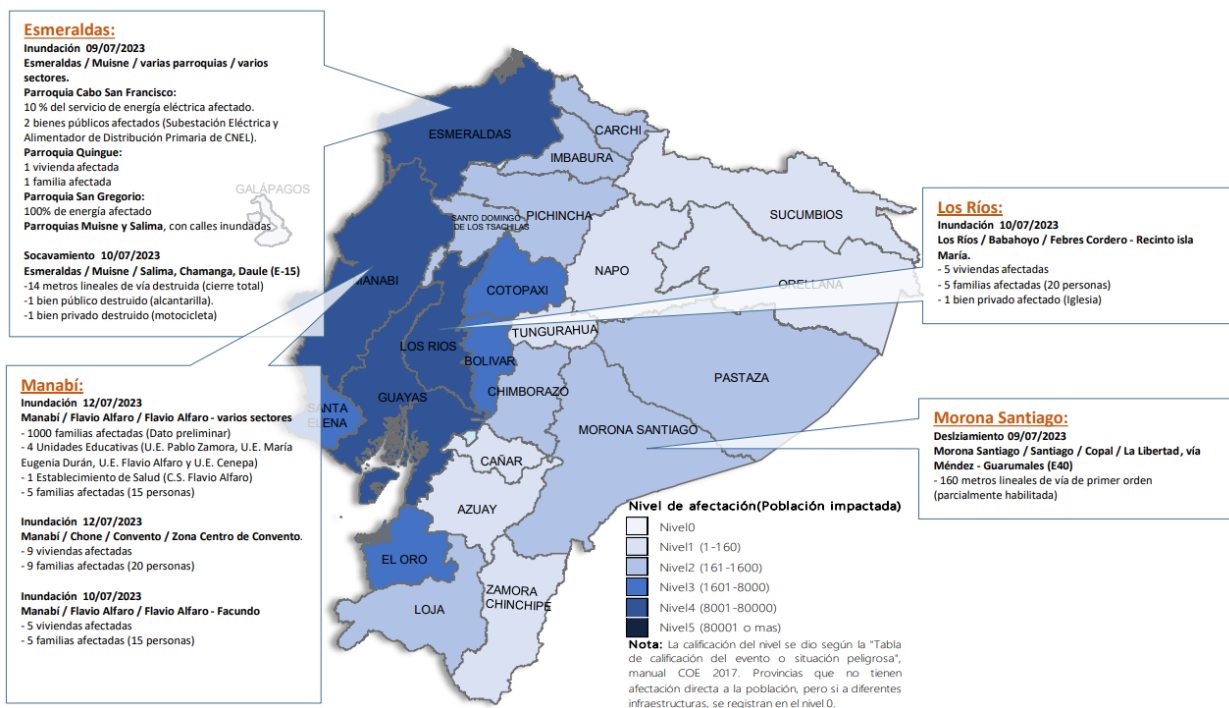 Esmeraldas:
Inundación 09/07/2023
Esmeraldas / Muisne / varias parroquias / varios
sectores.
Parroquia Cabo San Francisco:
10 % del servicio de energía eléctrica afectado.
2 bienes públicos afectados (Subestación Eléctrica y
Alimentador de Distribución Primaria de CNEL).
Parroquia Quingue:
1 vivienda afectada
1 familia afectada
Parroquia San Gregorio:
100% de energía afectado
Parroquias Muisne y Salima, con calles inundadas
Socavamiento 10/07/2023
Esmeraldas / Muisne / Salima, Chamanga, Daule (E-15)
-14 metros lineales de vía destruida (cierre total)
-1 bien público destruido (alcantarilla).
-1 bien privado destruido (motocicleta).
Manabí:
Inundación 12/07/2023
Manabí / Flavio Alfaro / Flavio Alfaro - varios sectores
- 1000 familias afectadas (Dato preliminar)
- 4 Unidades Educativas (U.E. Pablo Zamora, U.E. María
Eugenia Durán, U.E. Flavio Alfaro y U.E. Cenepa)
- 1 Establecimiento de Salud (C.S. Flavio Alfaro)
- 5 familias afectadas (15 personas)
Inundación 12/07/2023
Manabí / Chone / Convento / Zona Centro de Convento.
- 9 viviendas afectadas
- 9 familias afectadas (20 personas)
Inundación 10/07/2023
Manabí / Flavio Alfaro / Flavio Alfaro - Facundo
- 5 viviendas afectadas
- 5 familias afectadas (15 personas)
GALÁPAGOS
ESMERALDAS
CARCHI
IMBABURA
SANTO DOMINGO
DE LOS TSACHILAS
PICHINCHA
SUCUMBIOS
MANABI
NAPO
ORELLANA
COTOPAXI
TUNGURAHUA
LOS RIOS
BOLIVAR
PASTAZA
CHIMBORAZO
GUAYAS
SANTA
ELENA
MORONA SANTIAGO
CAÑAR
AZUAY
EL ORO
ZAMORA
CHINCHIPE
LOJA
Los Ríos:
Inundación 10/07/2023
Los Ríos / Babahoyo / Febres Cordero - Recinto isla
María.
- 5 viviendas afectadas
- 5 familias afectadas (20 personas)
- 1 bien privado afectado (Iglesia)
Morona Santiago:
Desliziamiento 09/07/2023
Morona Santiago / Santiago / Copal / La Libertad, vía
Méndez - Guarumales (E40)
- 160 metros lineales de vía de primer orden
(parcialmente habilitada)
Nivel de afectación(Población impactada)
Nivel0
Nivel1 (1-160)
Nivel2 (161-1600)
Nivel3 (1601-8000)
Nivel4 (8001-80000)
Nivel5 (80001 o mas)
Nota: La calificación del nivel se dio según la "Tabla
de calificación del evento o situación peligrosa",
manual COE 2017. Provincias que no tienen
afectación directa a la población, pero si a diferentes
infraestructuras, se registran en el nivel 0.